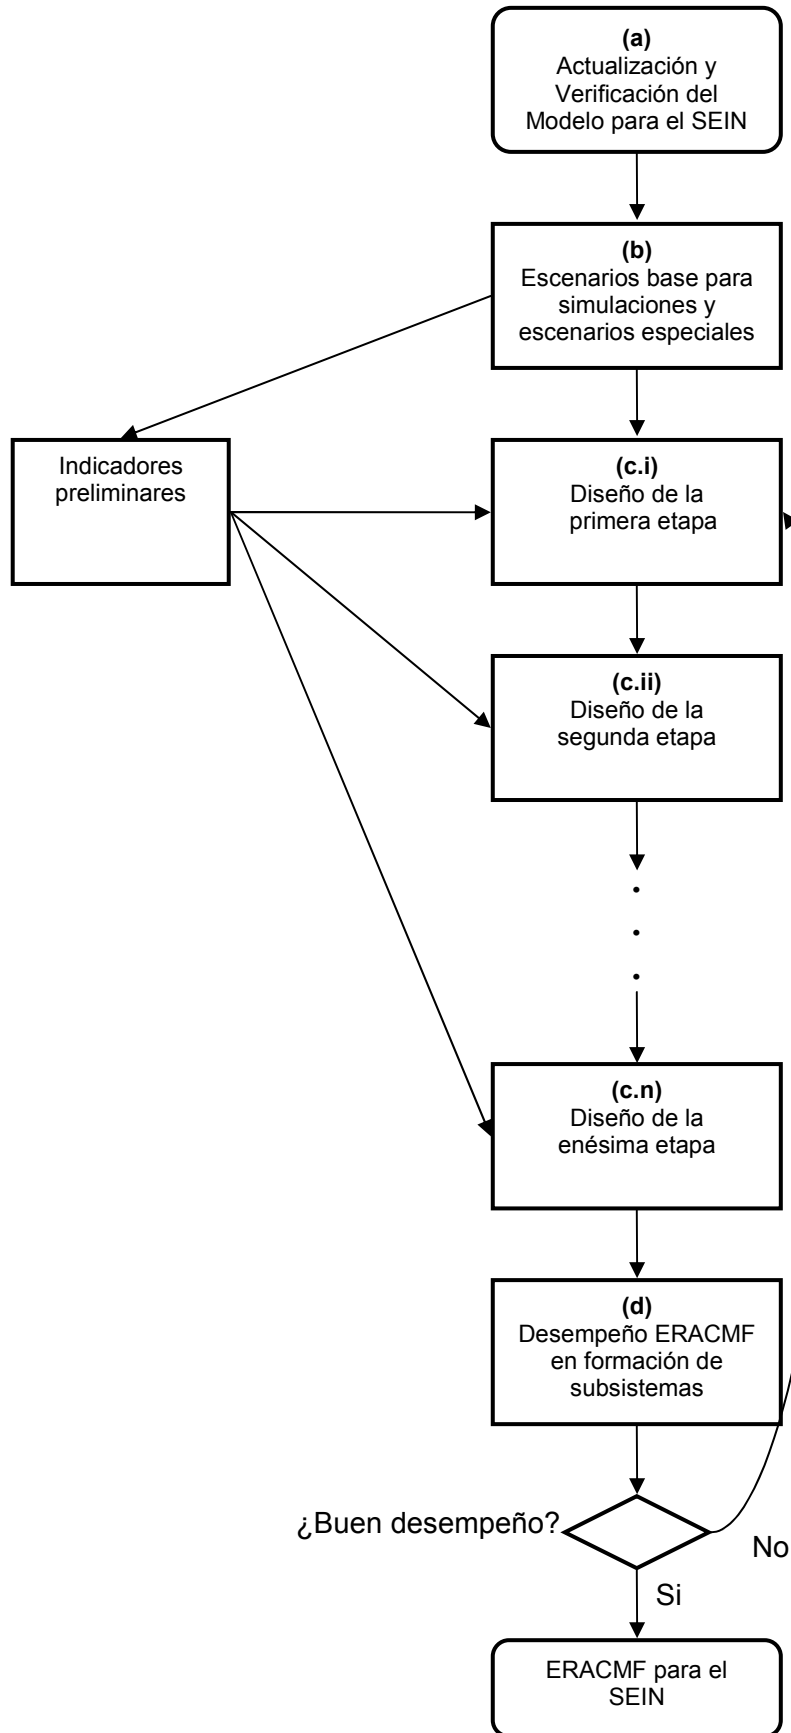 (a)
Actualización y
Verificación del
Modelo para el SEIN
(b)
Escenarios base para
simulaciones y
escenarios especiales
Indicadores
preliminares
(c.i)
Diseño de la
primera etapa
(c.ii)
Diseño de la
segunda etapa
.
.
.
(c.n)
Diseño de la
enésima etapa
(d)
Desempeño ERACMF
en formación de
subsistemas
¿Buen desempeño?
No
Si
ERACMF para el
SEIN